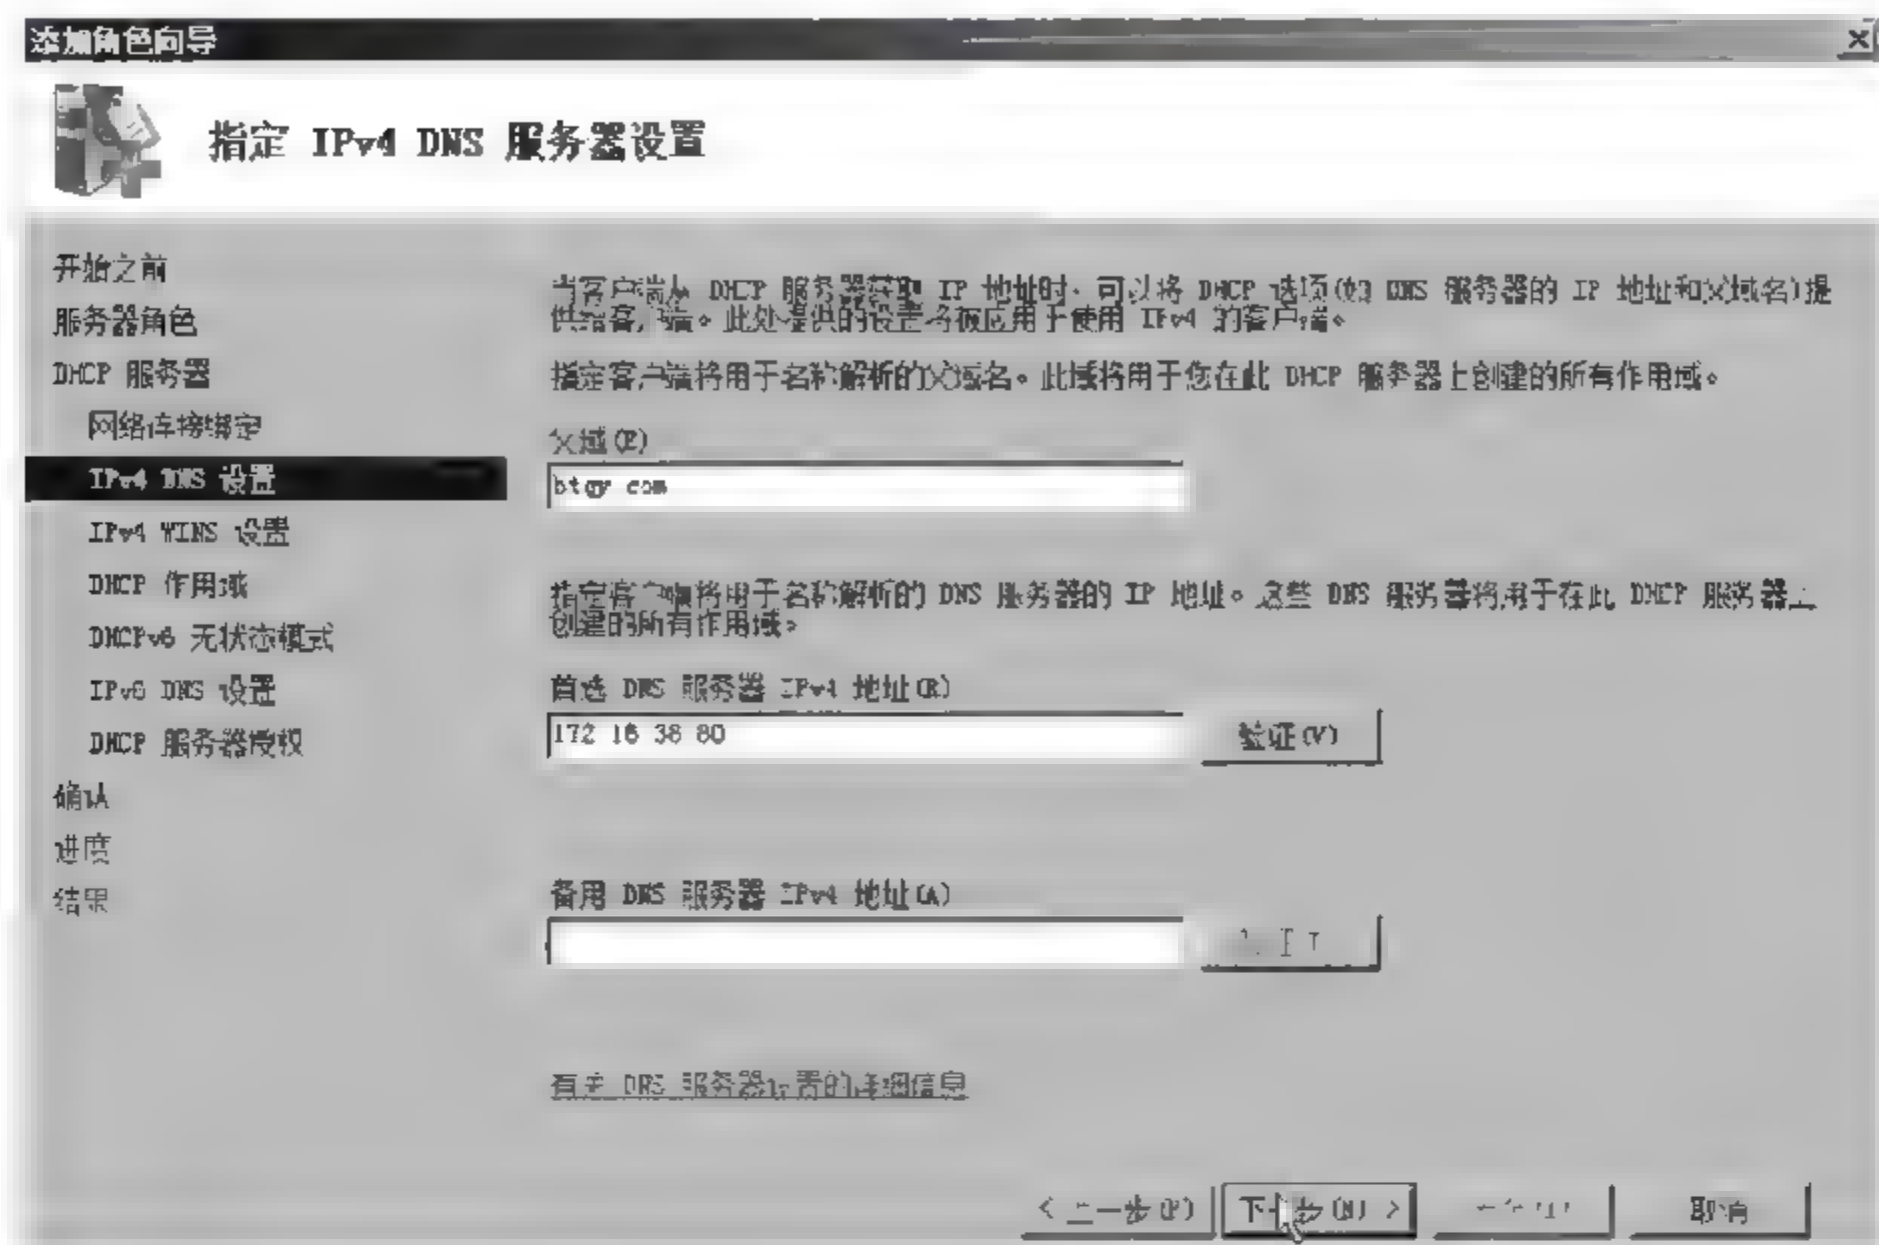 添加角色向导
指定 IPv4 DNS 服务器设置
开始之前
服务器角色
DHCP 服务器
网络连接绑定
IPv4 DNS 设置
IPv4 WINS 设置
DHCP 作用域
DHCPv6 无状态模式
IPv6 DNS 设置
DHCP 服务器授权
确认
进度
结果
当客户端从 DHCP 服务器获取 IP 地址时，可以将 DHCP 选项(如 DNS 服务器的 IP 地址和父域名)提
供给客户端。此处提供的设置将被应用于使用 IPv4 的客户端。
指定客户端将用于名称解析的父域名。此域将用于您在此 DHCP 服务器上创建的所有作用域。
父域(P)
btgy com
指定客户端将用于名称解析的 DNS 服务器的 IP 地址。这些 DNS 服务器将用于在此 DHCP 服务器上
创建的所有作用域。
首选 DNS 服务器 IPv4 地址(R)
172 16 38 80
验证(V)
备用 DNS 服务器 IPv4 地址(A)
有关 DNS 服务器设置的详细信息
< 上一步(P)
下一步(N) >
取消